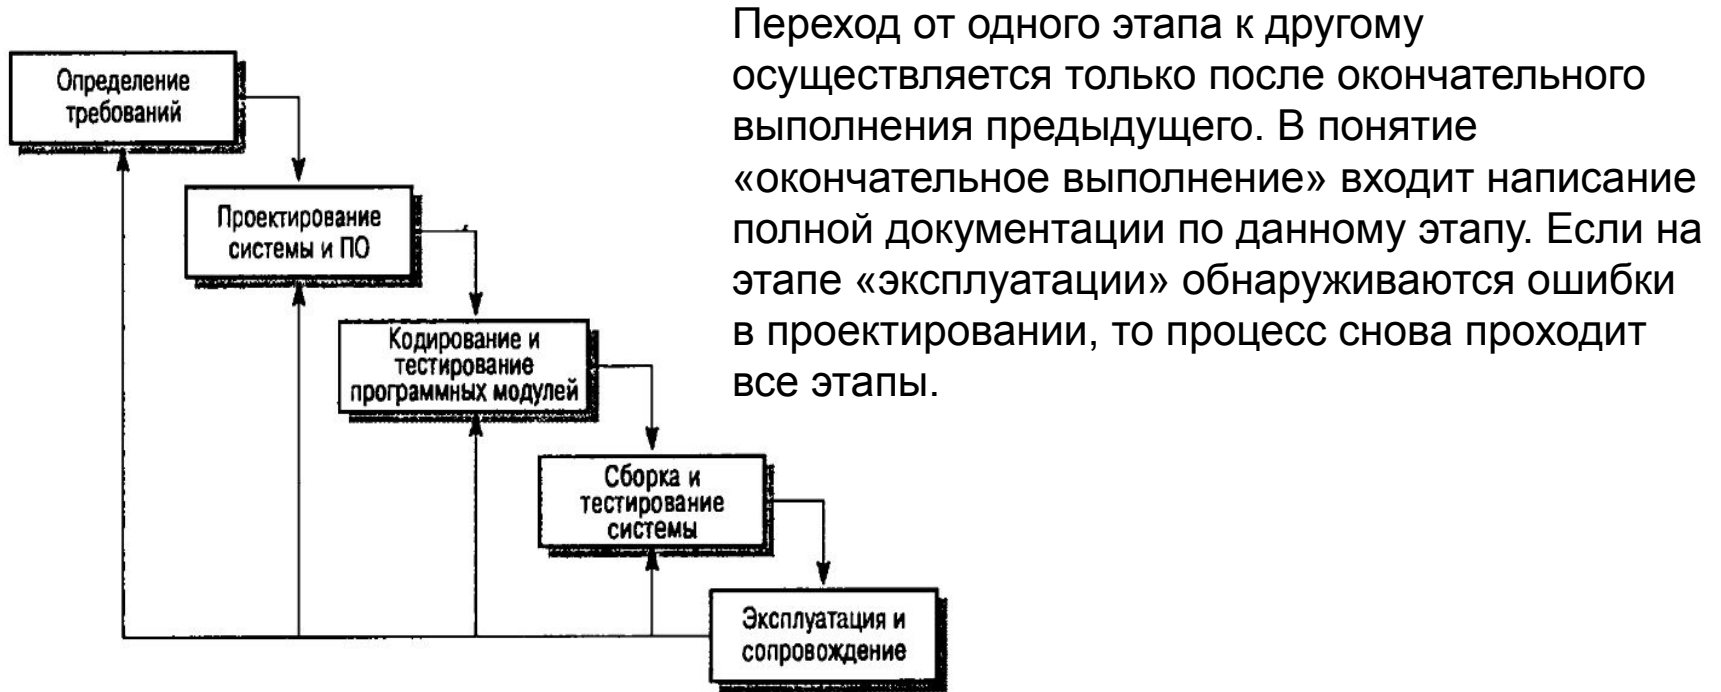 Переход от одного этапа к другому
осуществляется только после окончательного
выполнения предыдущего. В понятие
«окончательное выполнение» входит написание
полной документации по данному этапу. Если на
этапе «эксплуатации» обнаруживаются ошибки
в проектировании, то процесс снова проходит
все этапы.
Определение
требований
Проектирование
системы и ПО
Кодирование и
тестирование
программных модулей
Сборка и
тестирование
системы
Эксплуатация и
сопровождение